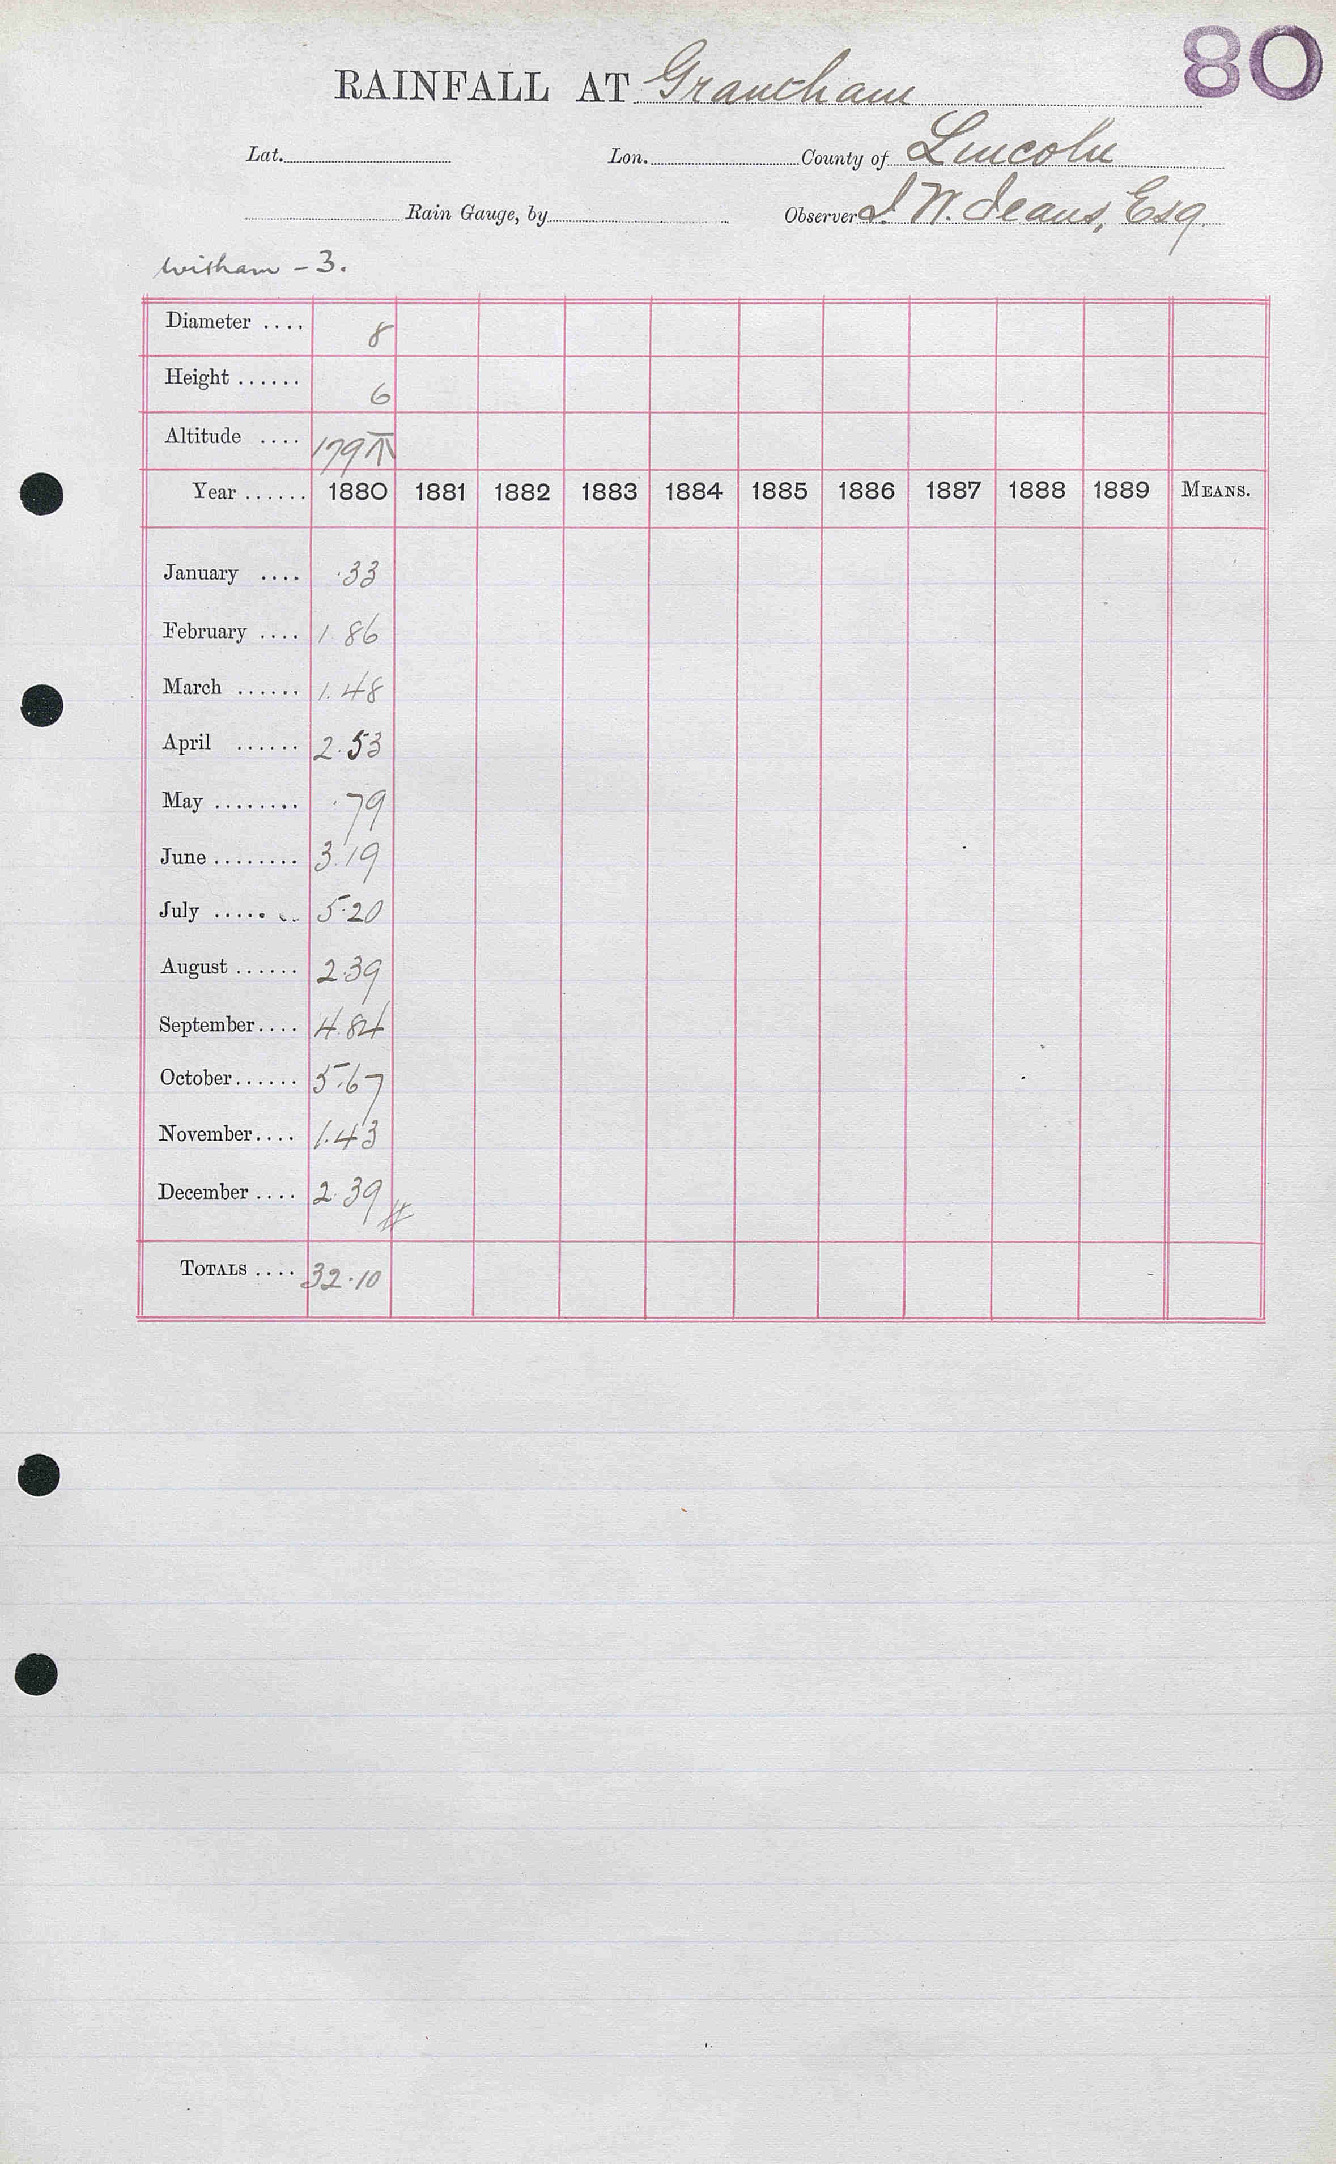 80
RAINFALL AT Grantham
Lat. Lon. County of Lincoln
Rain Gauge, by Observer J. W. Jeans, Esq.
Witham - 3.
Diameter .... 8
Height ...... 6
Altitude .... 179
Year ...... 1880 1881 1882 1883 1884 1885 1886 1887 1888 1889 MEANS.
January .... .33
February .... 1.86
March ...... 1.48
April ...... 2.53
May ........ .79
June ........ 3.19
July ........ 5.20
August ...... 2.39
September .... 4.84
October ...... 5.67
November .... 1.43
December .... 2.39
TOTALS .... 32.10